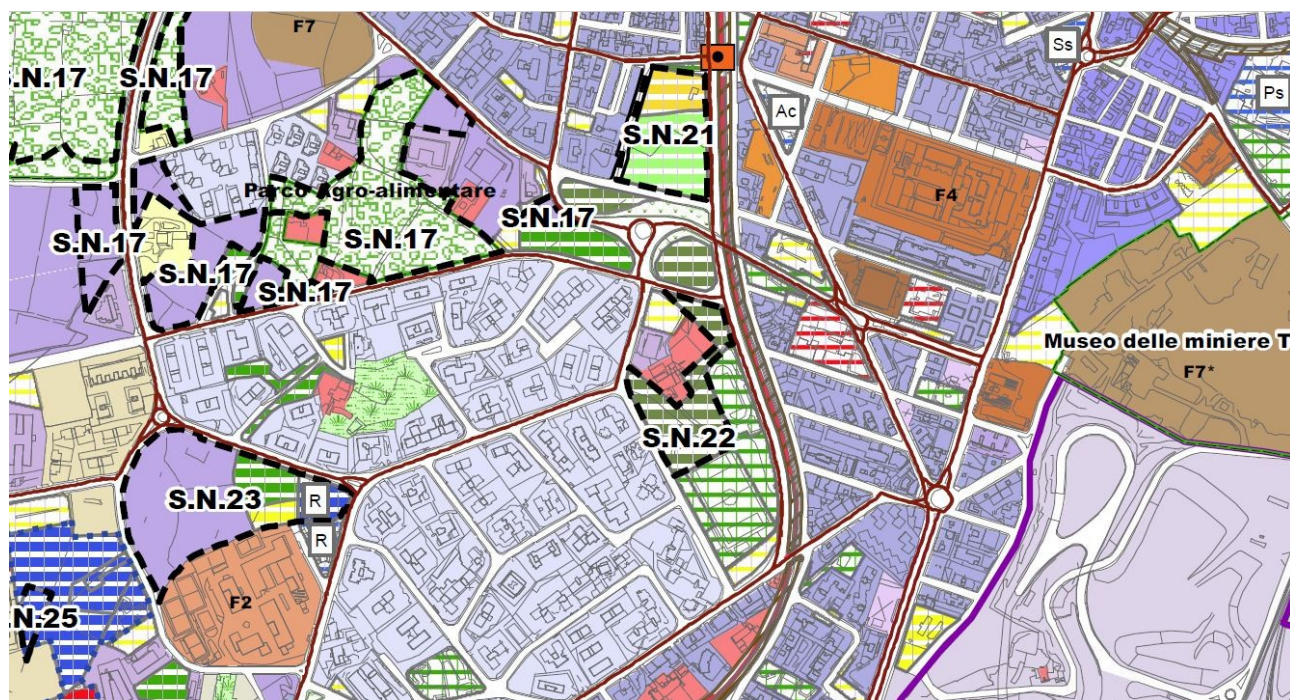 F7
Ss
S.N.17
S.N.17
Ps
Ac
S.N.21
Parco Agro-alimentare
F4
S.N.17
S.N.17
S.N.17
S.N.17
S.N.17
Museo delle miniere T
F7*
S.N.22
S.N.23
R
R
F2
.N.25